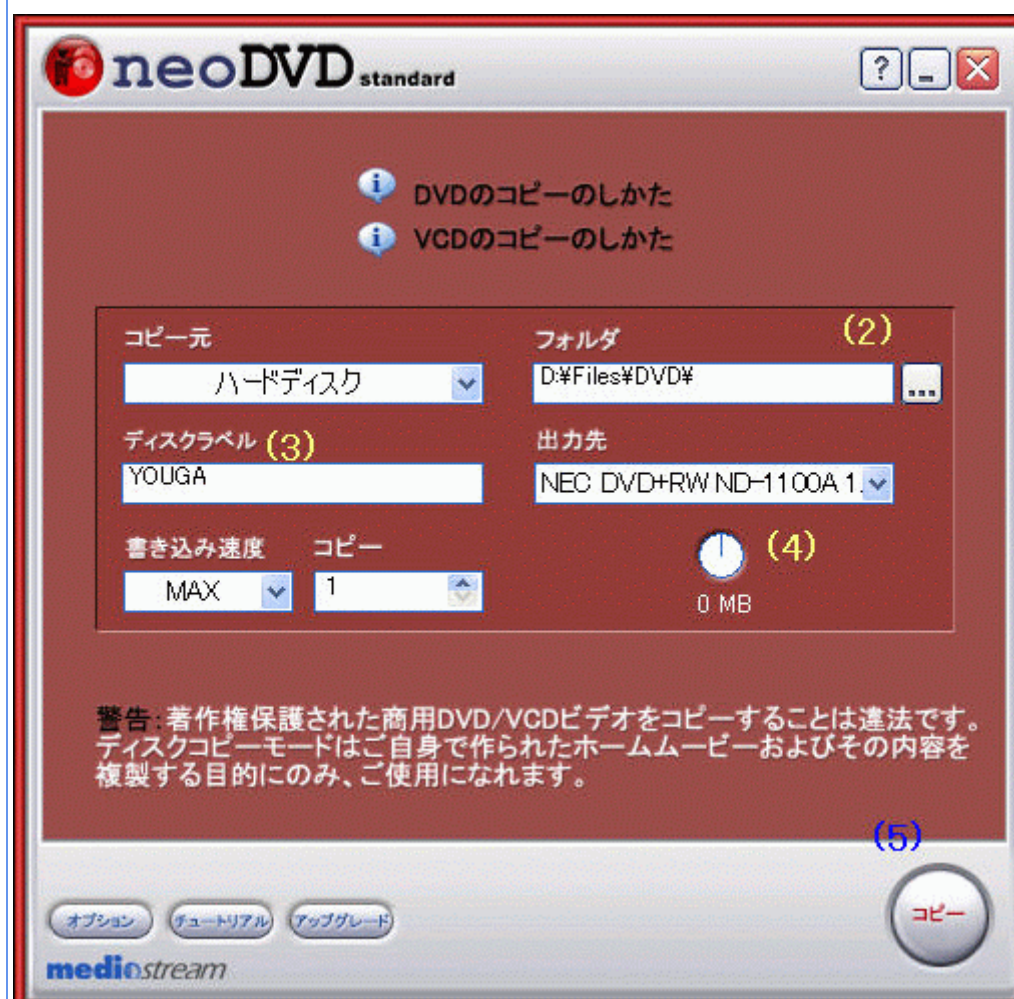 neoDVD standard
?
DVDのコピーのしかた
VCDのコピーのしかた
コピー元
フォルダ (2)
ハードディスク
D:¥Files¥DVD¥ ...
ディスクラベル (3)
出力先
YOUGA
NEC DVD+RW ND-1100A 1.
書き込み速度 コピー
(4)
MAX 1
0 MB
警告:著作権保護された商用DVD/VCDビデオをコピーすることは違法です。
ディスクコピーモードはご自身で作られたホームムービーおよびその内容を
複製する目的にのみ、ご使用になれます。
(5)
オプション チュートリアル アップグレード
コピー
mediostream